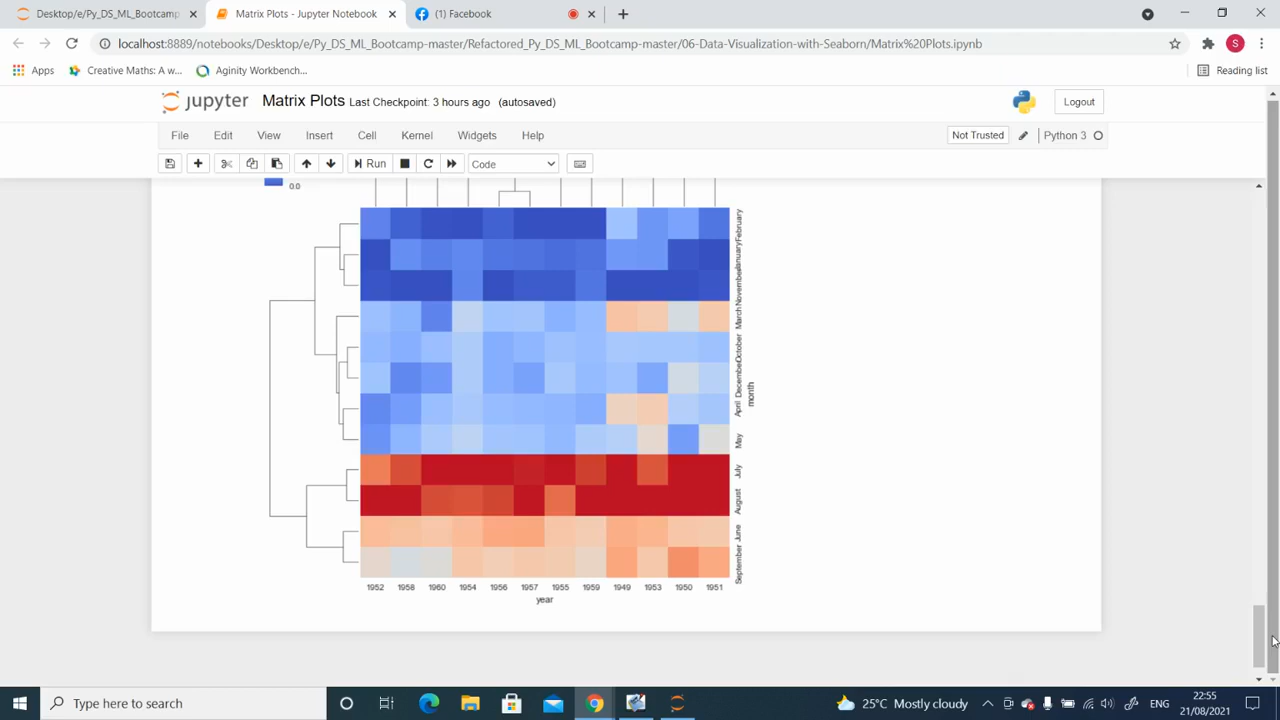 Desktop/e/Py_DS_ML_Bootcamp
Matrix Plots - Jupyter Notebook
(1) Facebook
localhost:8889/notebooks/Desktop/e/Py_DS_ML_Bootcamp-master/Refactored_Py_DS_ML_Bootcamp-master/06-Data-Visualization-with-Seaborn/Matrix%20Plots.ipynb
S
Apps
Creative Maths: A w...
Aginity Workbench...
Reading list
jupyter Matrix Plots Last Checkpoint: 3 hours ago (autosaved)
Logout
File Edit View Insert Cell Kernel Widgets Help
Not Trusted
Python 3
Run
Code
0.0
February
January
November
March
October
December
April
May
July
August
June
September
month
1952 1958 1960 1954 1956 1957 1955 1959 1949 1953 1950 1951
year
Type here to search
25°C Mostly cloudy
ENG
22:55
21/08/2021